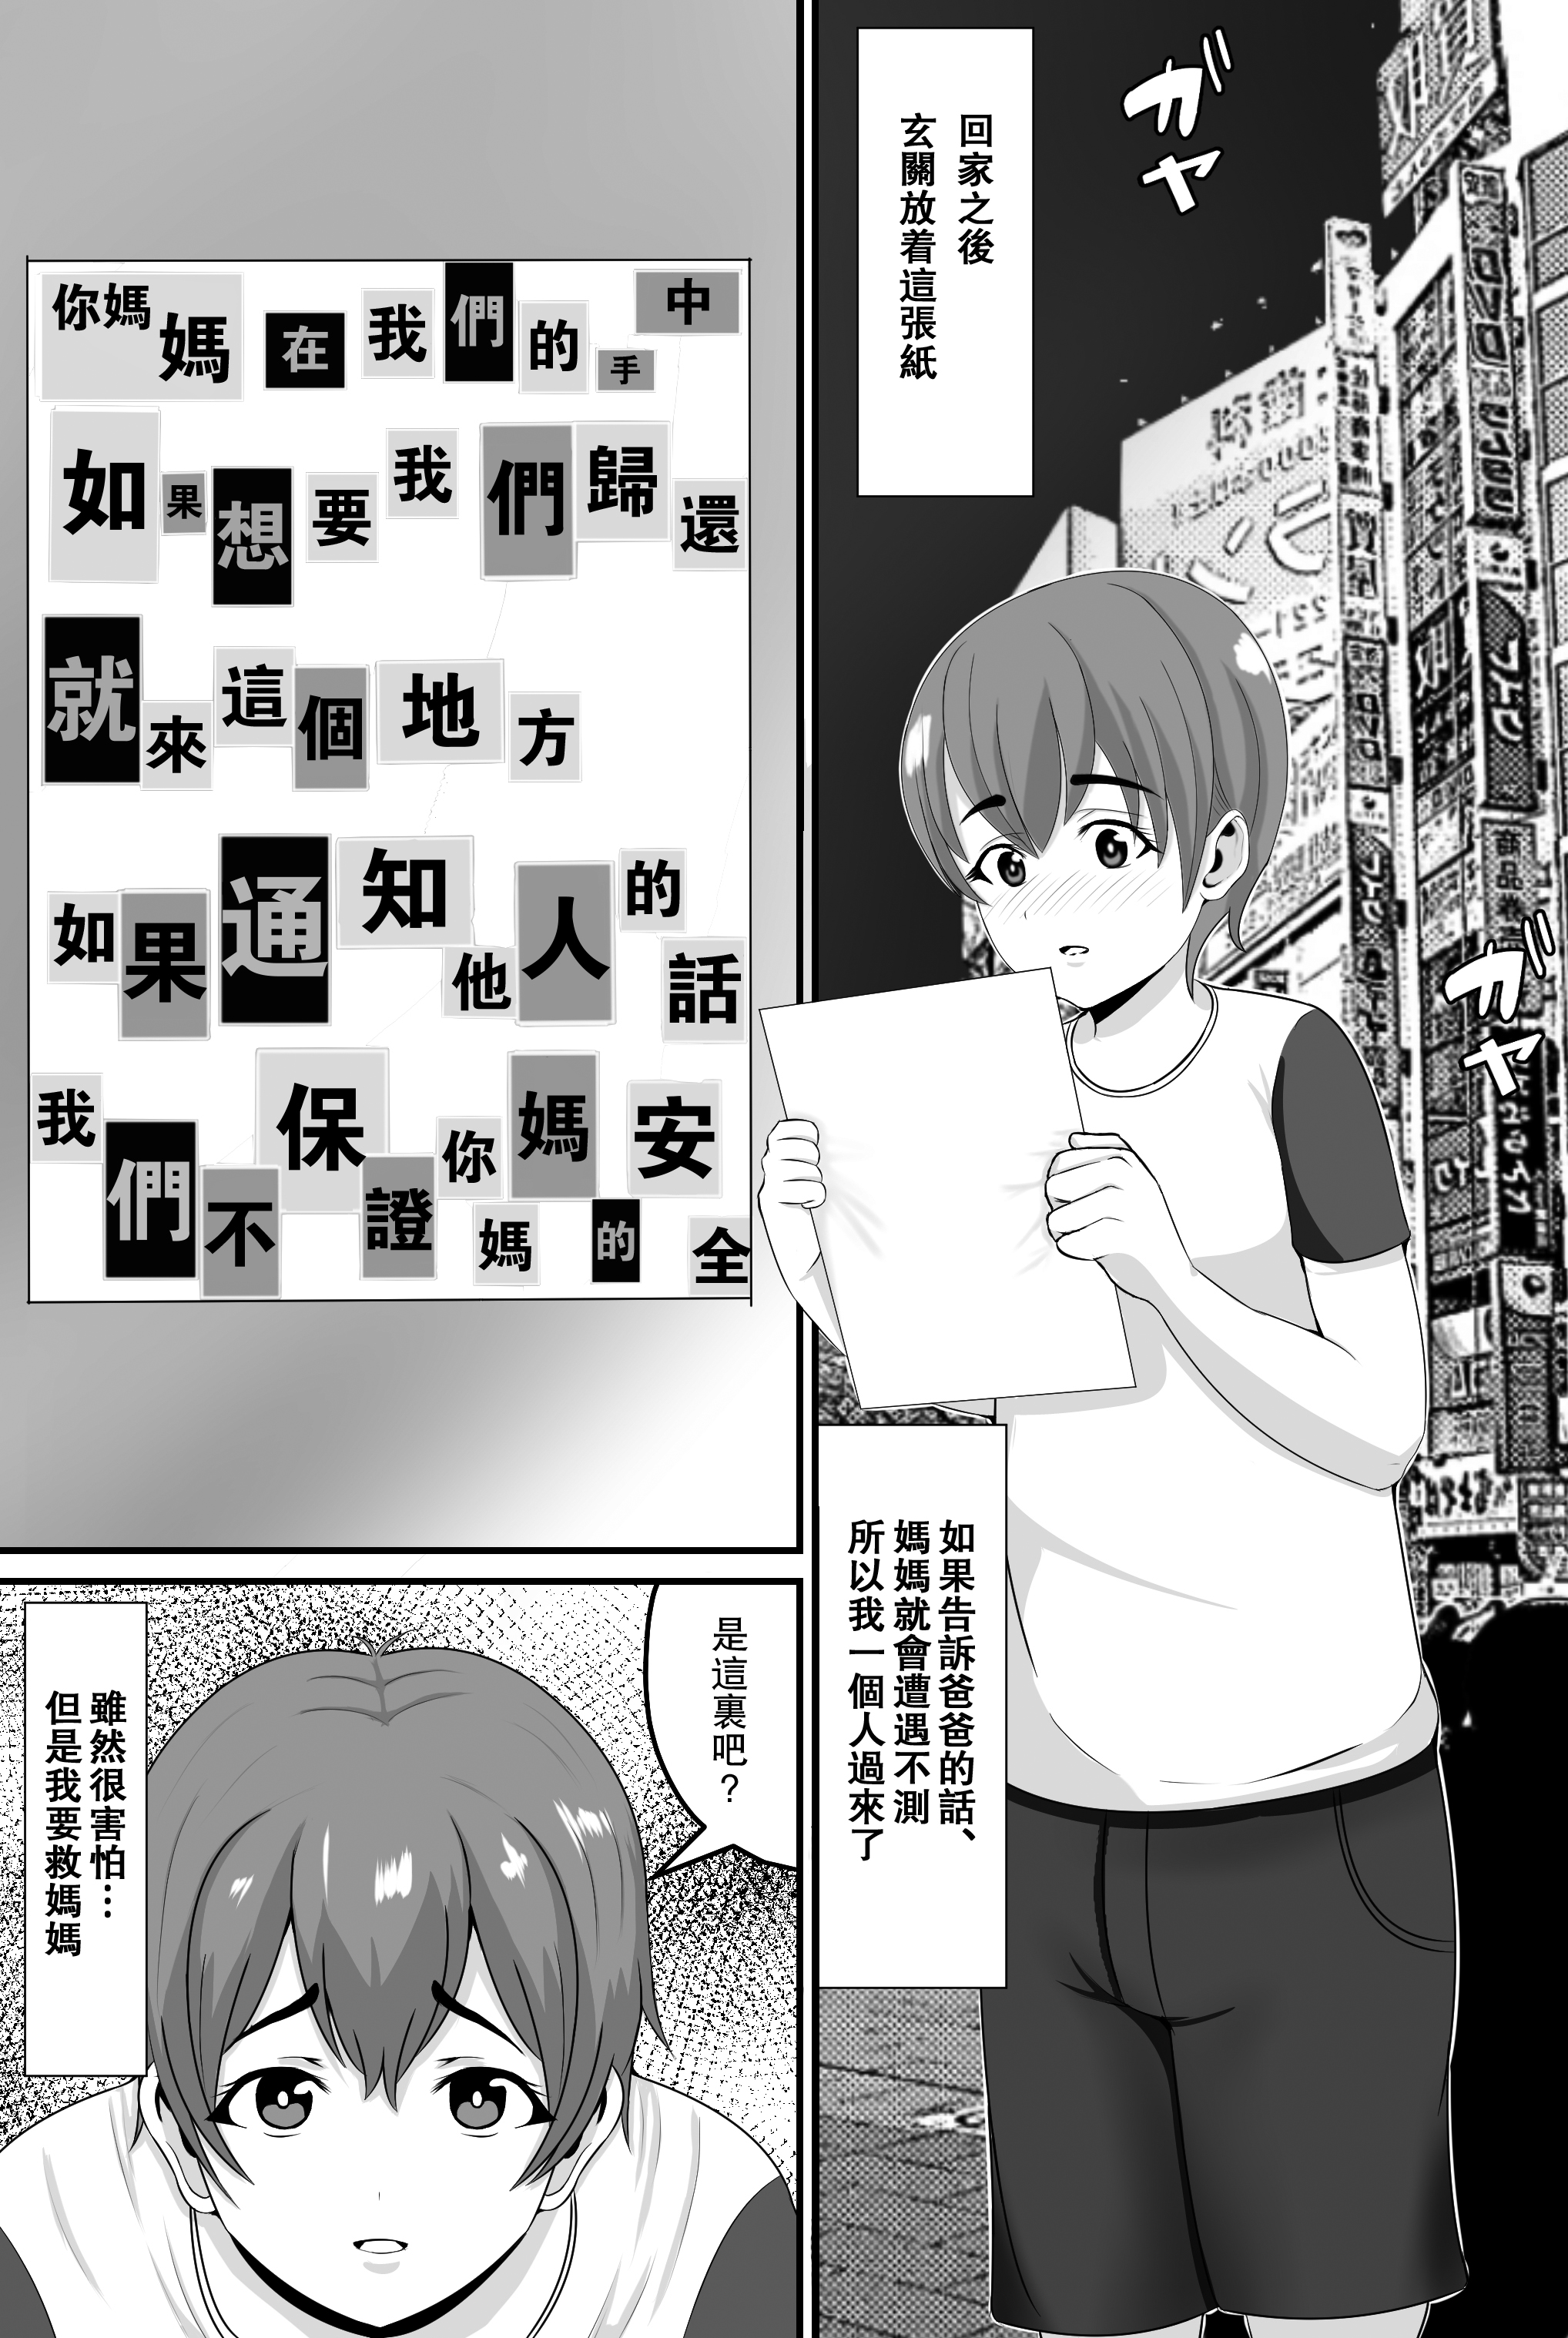 ガヤ
回家之後
玄關放着這張紙
ガヤ
如果告訴爸爸的話、
媽媽就會遭遇不測
所以我一個人過來了
你媽媽在我們的手中
如果想要我們歸還
就來這個地方
如果通知他人的話
我們不保證你媽媽的安全
是這裏吧？
雖然很害怕…
但是我要救媽媽